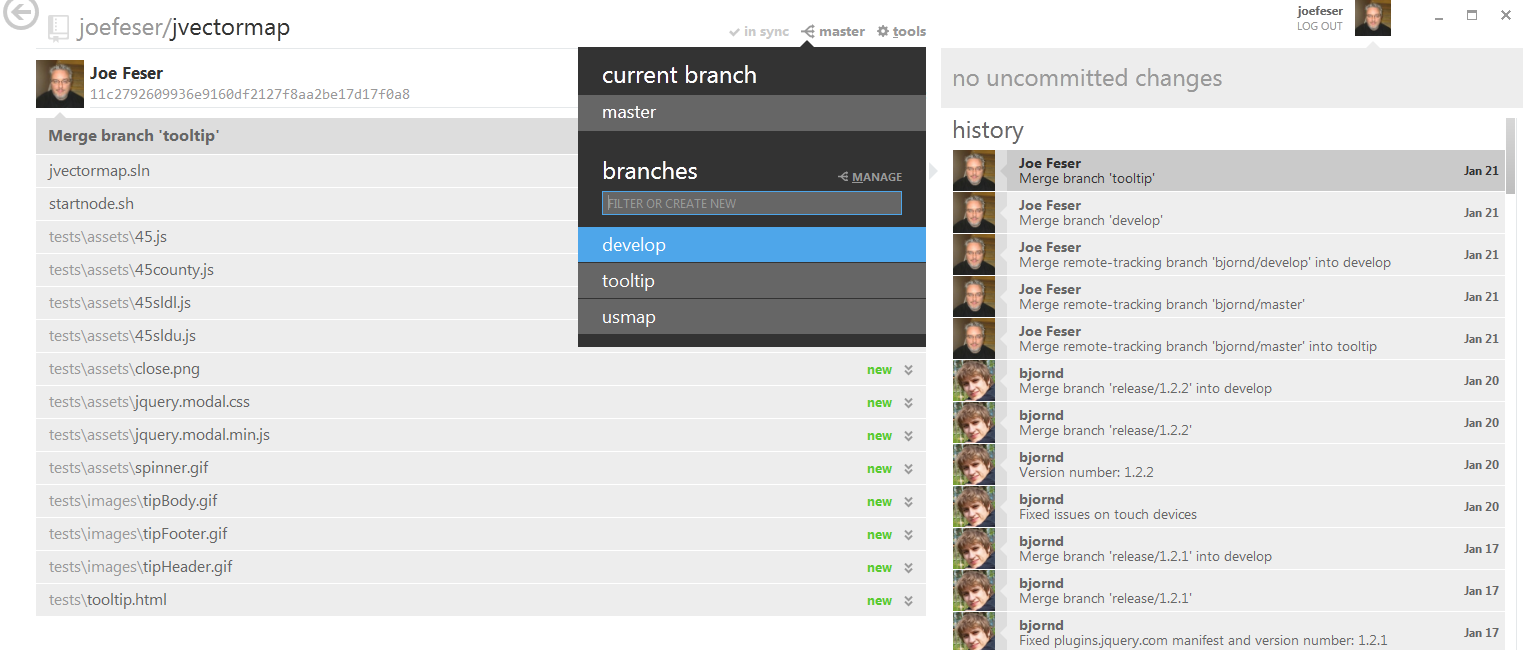 joefeser/jvectormap
in sync master tools
joefeser
LOG OUT
Joe Feser
11c2792609936e9160df2127f8aa2be17d17f0a8
Merge branch 'tooltip'
jvectormap.sln
startnode.sh
tests\assets\45.js
tests\assets\45county.js
tests\assets\45sldl.js
tests\assets\45sldu.js
tests\assets\close.png new
tests\assets\jquery.modal.css new
tests\assets\jquery.modal.min.js new
tests\assets\spinner.gif new
tests\images\tipBody.gif new
tests\images\tipFooter.gif new
tests\images\tipHeader.gif new
tests\tooltip.html new
current branch
master
branches MANAGE
FILTER OR CREATE NEW
develop
tooltip
usmap
no uncommitted changes
history
Joe Feser
Merge branch 'tooltip' Jan 21
Joe Feser
Merge branch 'develop' Jan 21
Joe Feser
Merge remote-tracking branch 'bjornd/develop' into develop Jan 21
Joe Feser
Merge remote-tracking branch 'bjornd/master' Jan 21
Joe Feser
Merge remote-tracking branch 'bjornd/master' into tooltip Jan 21
bjornd
Merge branch 'release/1.2.2' into develop Jan 20
bjornd
Merge branch 'release/1.2.2' Jan 20
bjornd
Version number: 1.2.2 Jan 20
bjornd
Fixed issues on touch devices Jan 20
bjornd
Merge branch 'release/1.2.1' into develop Jan 17
bjornd
Merge branch 'release/1.2.1' Jan 17
bjornd
Fixed plugins.jquery.com manifest and version number: 1.2.1 Jan 17